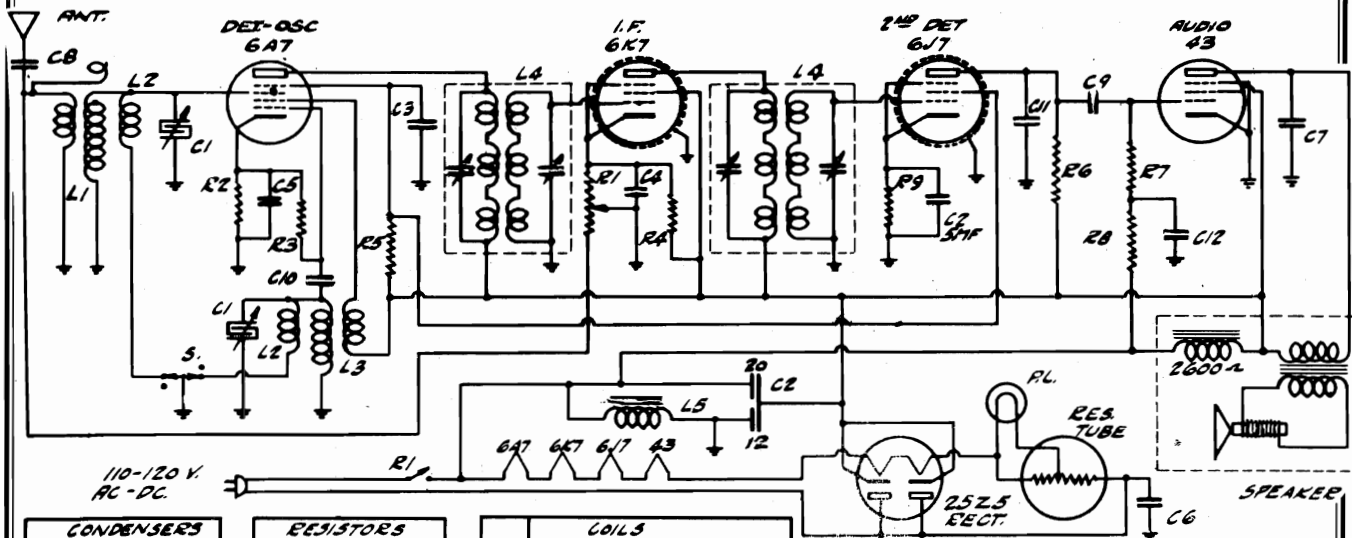 ANT.
DET-OSC
6A7
I.F.
6K7
2ND DET
6J7
AUDIO
43
C8
L2
L4
L4
C1
C3
C11
C9
C7
L1
R2
C5
R3
R5
R1
C4
R4
R9
C2
5MF
R6
R7
R8
C12
C10
C1
L2
L3
S.
2600 Ω
20
C2
L5
12
P.L.
RES.
TUBE
6A7
6K7
6J7
43
R1
110-120 V.
AC-DC.
25Z5
RECT.
C6
SPEAKER
CONDENSERS
RESISTORS
COILS